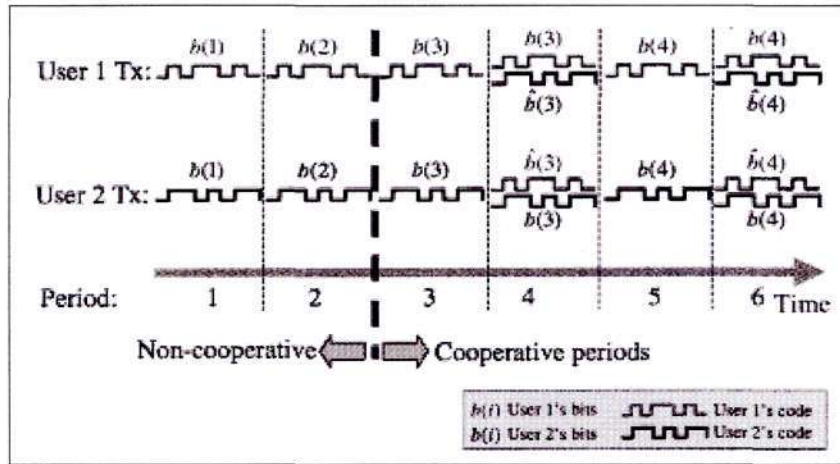 b(1) b(2) b(3) b(3) b(4) b(4)
User 1 Tx:
b̂(3) b̂(4)
b(1) b(2) b(3) b̂(3) b(4) b̂(4)
User 2 Tx:
b(3) b(4)
Period: 1 2 3 4 5 6 Time
Non-cooperative Cooperative periods
b(i) User 1's bits User 1's code
b(i) User 2's bits User 2's code